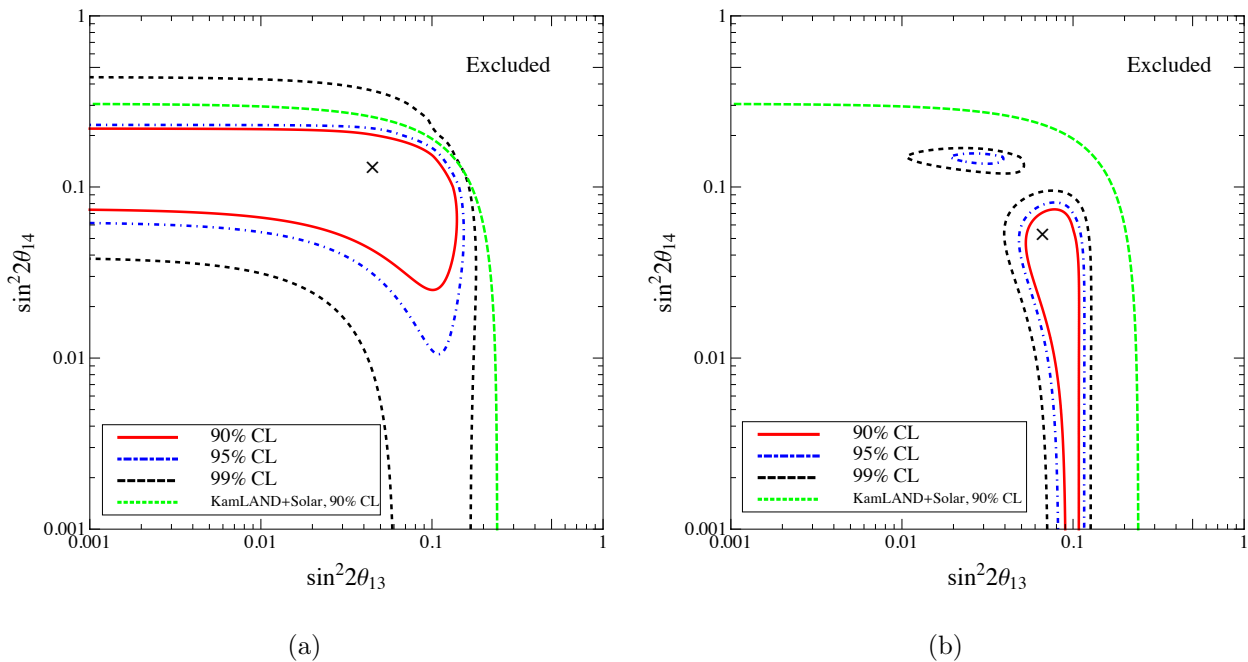 1
Excluded
0.1
sin²2θ₁₄
0.01
90% CL
95% CL
99% CL
KamLAND+Solar, 90% CL
0.001
0.001 0.01 0.1 1
sin²2θ₁₃
(a)
1
Excluded
0.1
sin²2θ₁₄
0.01
90% CL
95% CL
99% CL
KamLAND+Solar, 90% CL
0.001
0.001 0.01 0.1 1
sin²2θ₁₃
(b)